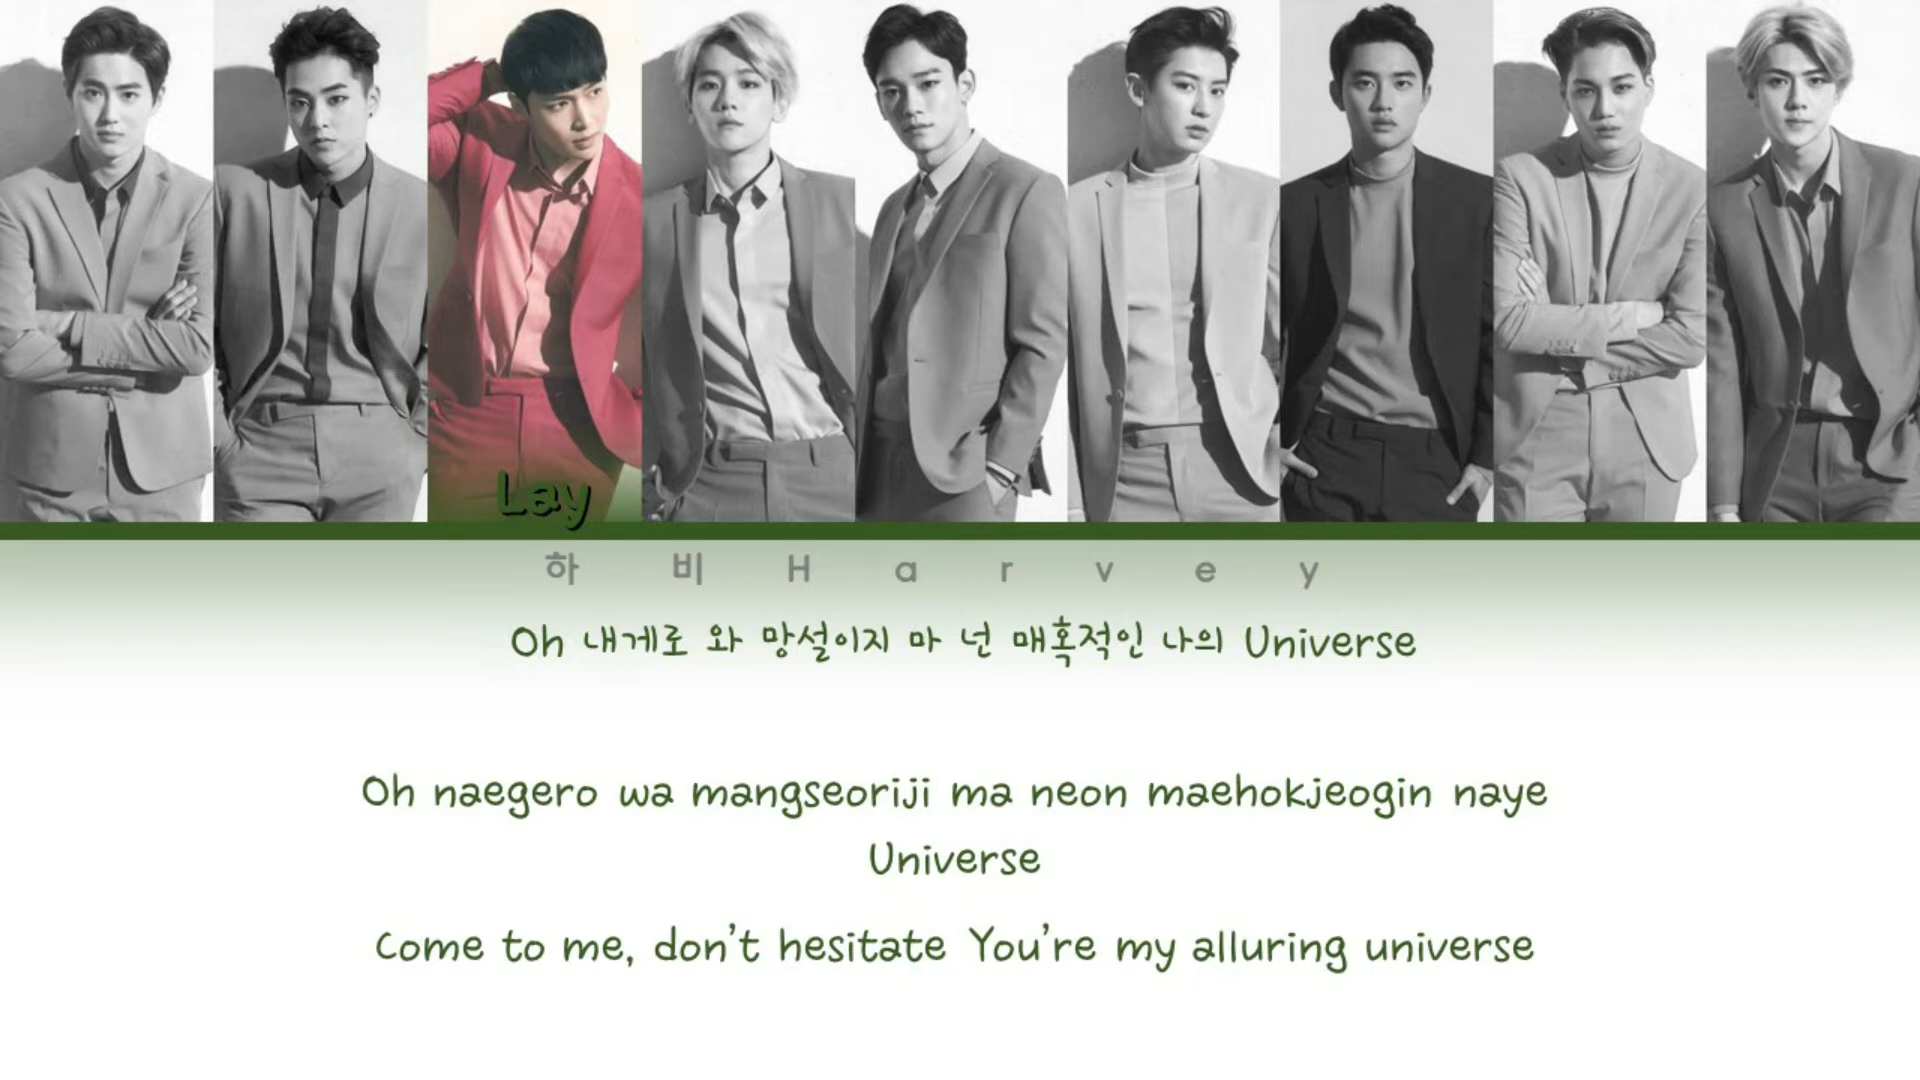 Lay
하 비 H a r v e y
Oh 내게로 와 망설이지 마 넌 매혹적인 나의 Universe
Oh naegero wa mangseoriji ma neon maehokjeogin naye
Universe
Come to me, don't hesitate You're my alluring universe